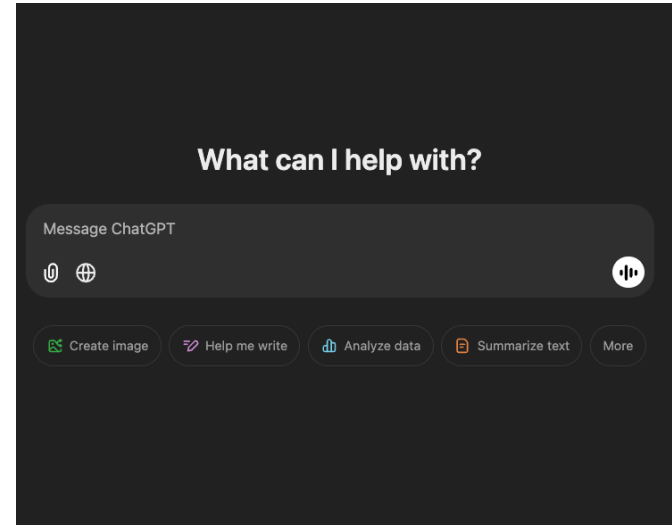 What can I help with?
Message ChatGPT
Create image Help me write Analyze data Summarize text More